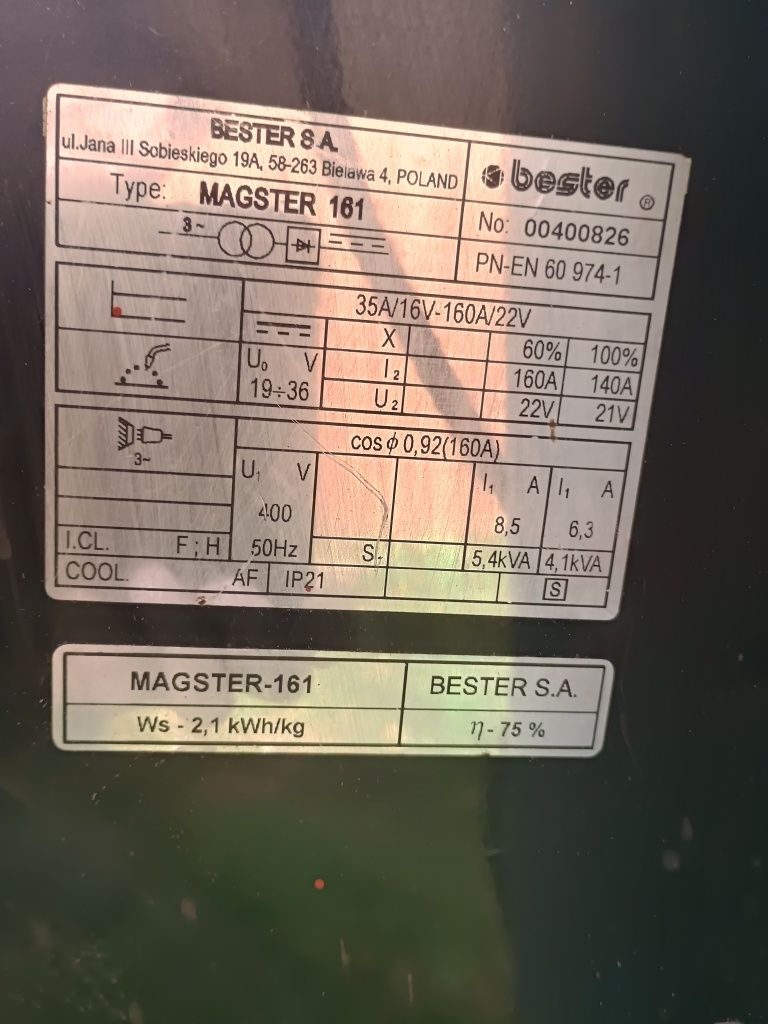 BESTER S.A.
ul.Jana III Sobieskiego 19A, 58-263 Bielawa 4, POLAND
bester ®
Type: MAGSTER 161
No: 00400826
3~
PN-EN 60 974-1
35A/16V-160A/22V
X 60% 100%
U₀ V
19÷36
I₂ 160A 140A
U₂ 22V 21V
3~
cosϕ 0,92(160A)
U₁ V
400
50Hz
I₁ A I₁ A
8,5 6,3
S₁ 5,4kVA 4,1kVA
I.CL. F ; H
COOL. AF IP21 S
MAGSTER-161 BESTER S.A.
Ws - 2,1 kWh/kg η - 75 %